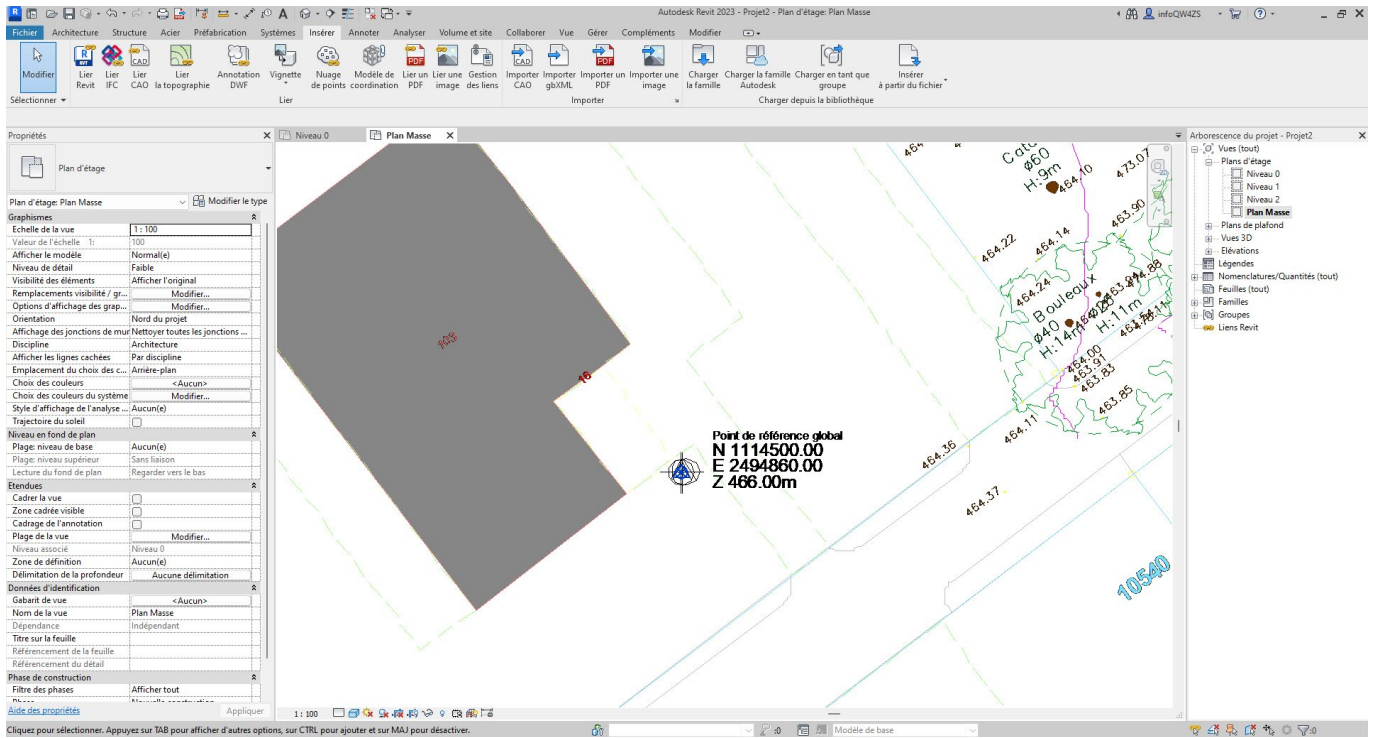 Autodesk Revit 2023 - Projet2 - Plan d'étage: Plan Masse
infoQW4ZS
Fichier Architecture Structure Acier Préfabrication Systèmes Insérer Annoter Analyser Volume et site Collaborer Vue Gérer Compléments Modifier
Modifier
Lier Revit
Lier IFC
Lier CAO
Lier la topographie
Annotation DWF
Vignette
Nuage de points
Modèle de coordination
Lier un PDF
Lier une image
Gestion des liens
Importer CAO
Importer gbXML
Importer un PDF
Importer une image
Charger la famille
Charger la famille Autodesk
Charger en tant que groupe
Insérer à partir du fichier
Sélectionner
Lier
Importer
Charger depuis la bibliothèque
Propriétés
Niveau 0
Plan Masse
Arborescence du projet - Projet2
Plan d'étage
Plan d'étage: Plan Masse
Modifier le type
Graphismes
Echelle de la vue 1 : 100
Valeur de l'échelle 1: 100
Afficher le modèle Normal(e)
Niveau de détail Faible
Visibilité des éléments Afficher l'original
Remplacements visibilité / gr... Modifier...
Options d'affichage des grap... Modifier...
Orientation Nord du projet
Affichage des jonctions de mur Nettoyer toutes les jonctions ...
Discipline Architecture
Afficher les lignes cachées Par discipline
Emplacement du choix des c... Arrière-plan
Choix des couleurs <Aucun>
Choix des couleurs du système Modifier...
Style d'affichage de l'analyse ... Aucun(e)
Trajectoire du soleil
Niveau en fond de plan
Plage: niveau de base Aucun(e)
Plage: niveau supérieur Sans liaison
Lecture du fond de plan Regarder vers le bas
Etendues
Cadrer la vue
Zone cadrée visible
Cadrage de l'annotation
Plage de la vue Modifier...
Niveau associé Niveau 0
Zone de définition Aucun(e)
Délimitation de la profondeur Aucune délimitation
Données d'identification
Gabarit de vue <Aucun>
Nom de la vue Plan Masse
Dépendance Indépendant
Titre sur la feuille
Référencement de la feuille
Référencement du détail
Phase de construction
Filtre des phases Afficher tout
Aide des propriétés
Appliquer
46
Point de référence global
N 1114500.00
E 2494860.00
Z 466.00m
ø60
H:9m
464.10
473.07
463.90
464.22
464.14
464.24
Bouleaux
ø40
H:14m
H:11m
464.00
463.91
463.83
463.85
464.11
464.36
464.37
10540
Vues (tout)
Plans d'étage
Niveau 0
Niveau 1
Niveau 2
Plan Masse
Plans de plafond
Vues 3D
Elévations
Légendes
Nomenclatures/Quantités (tout)
Feuilles (tout)
Familles
Groupes
Liens Revit
1 : 100
Cliquez pour sélectionner. Appuyez sur TAB pour afficher d'autres options, sur CTRL pour ajouter et sur MAJ pour désactiver.
:0
Modèle de base
:0